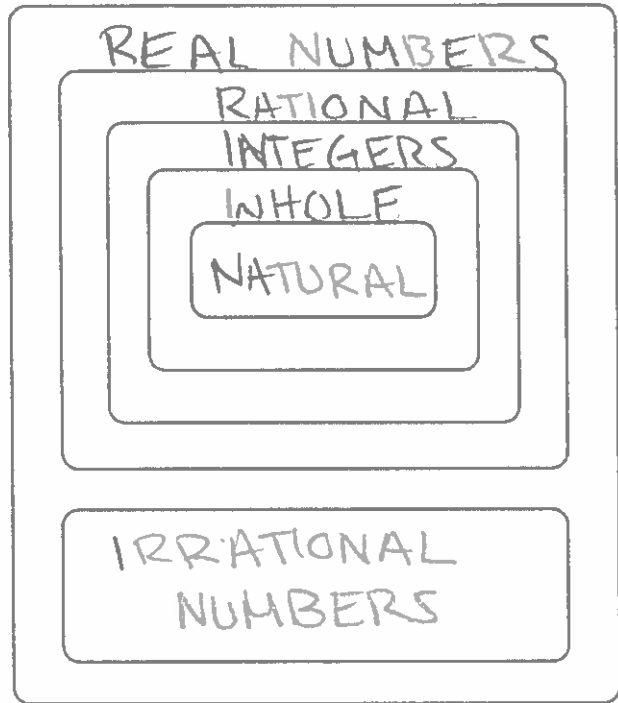 REAL NUMBERS
RATIONAL
INTEGERS
WHOLE
NATURAL
IRRATIONAL
NUMBERS